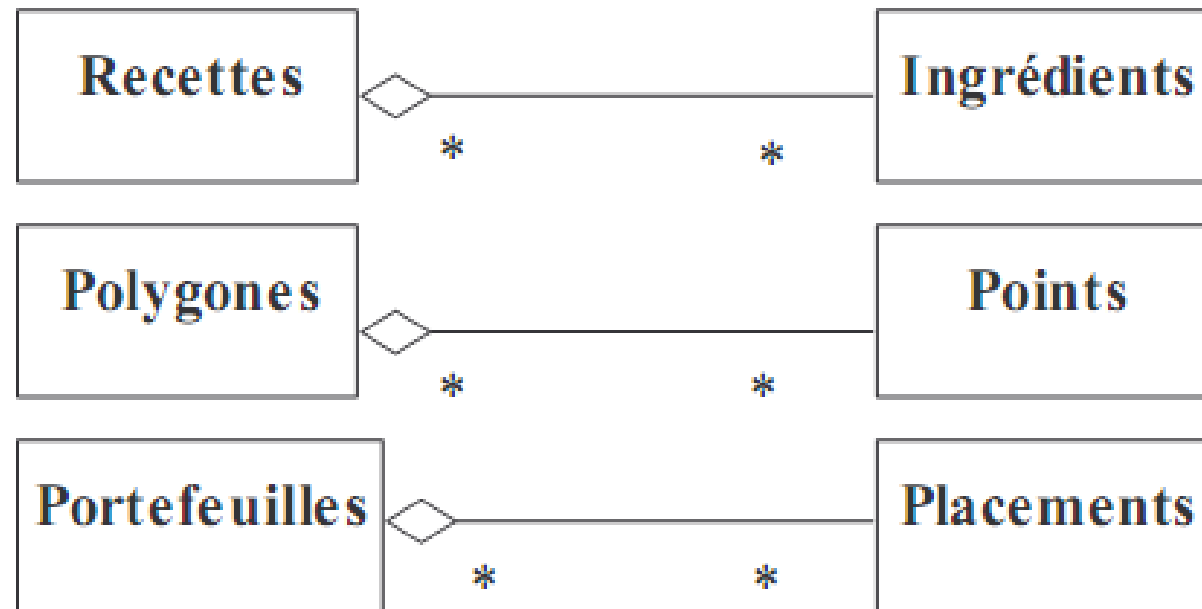 Recettes Ingrédients
* *
Polygones Points
* *
Portefeuilles Placements
* *